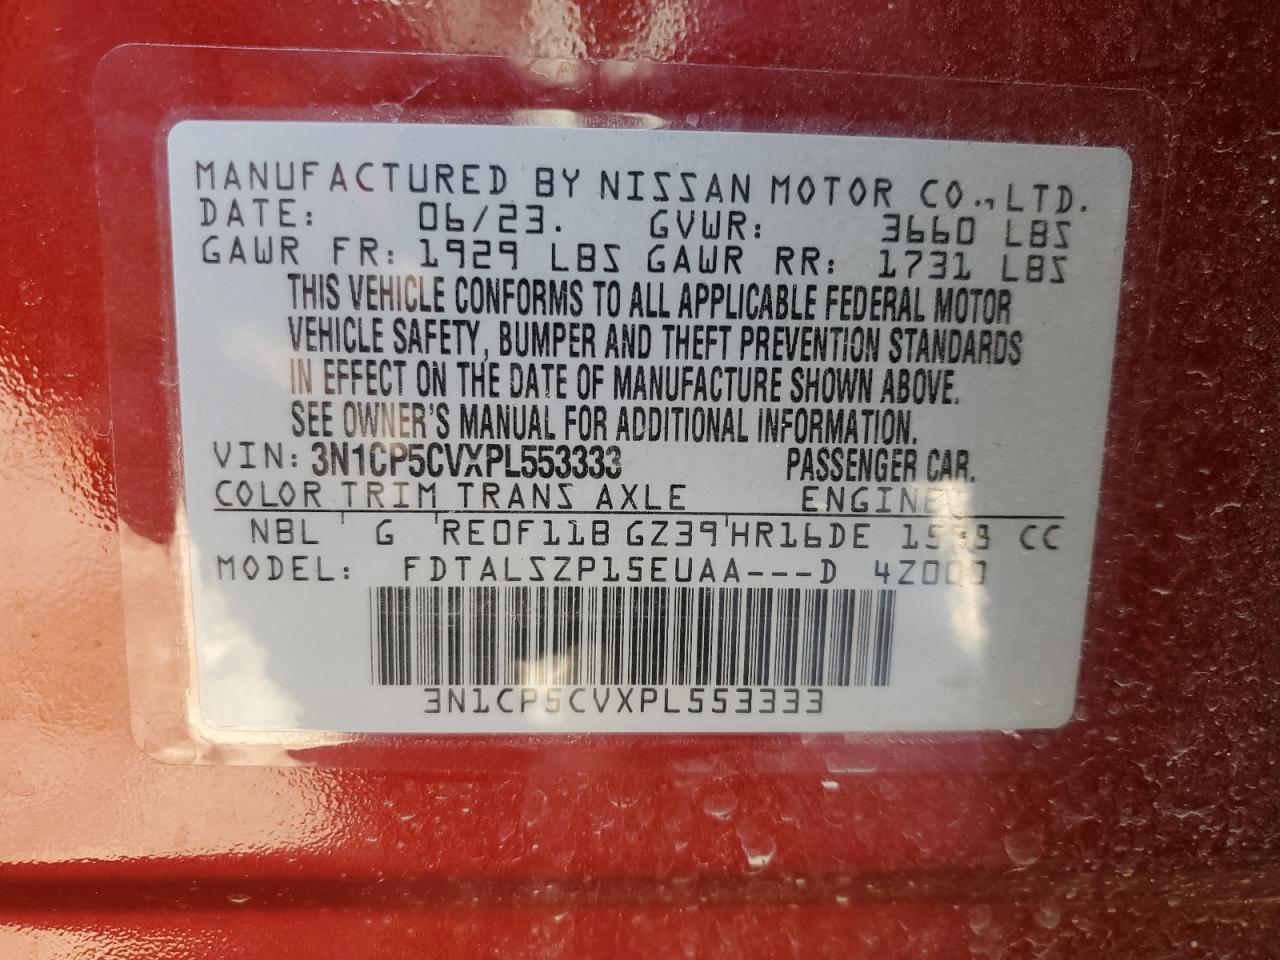 MANUFACTURED BY NISSAN MOTOR CO., LTD.
DATE: 06/23. GVWR: 3660 LBS
GAWR FR: 1929 LBS GAWR RR: 1731 LBS
THIS VEHICLE CONFORMS TO ALL APPLICABLE FEDERAL MOTOR
VEHICLE SAFETY, BUMPER AND THEFT PREVENTION STANDARDS
IN EFFECT ON THE DATE OF MANUFACTURE SHOWN ABOVE.
SEE OWNER'S MANUAL FOR ADDITIONAL INFORMATION.
VIN: 3N1CP5CVXPL553333 PASSENGER CAR.
COLOR TRIM TRANS AXLE ENGINE
NBL G RE0F11B GZ39 HR16DE CC
MODEL: FDTALSZP15EUAA---D
3N1CP5CVXPL553333